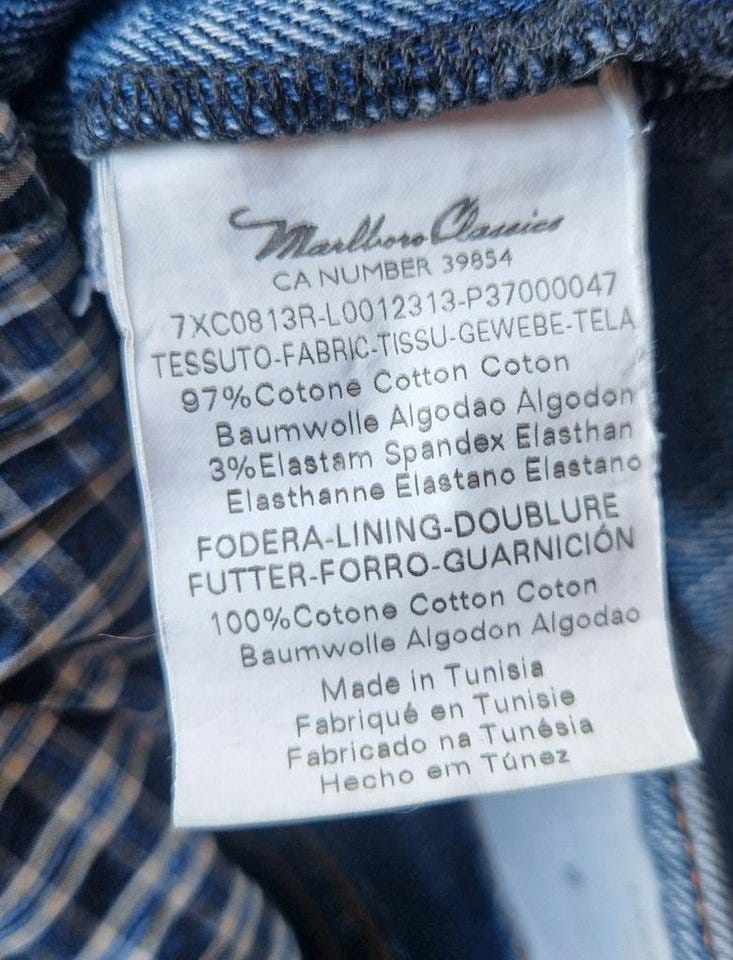 Marlboro Classics
CA NUMBER 39854
7XC0813R-L0012313-P37000047
TESSUTO-FABRIC-TISSU-GEWEBE-TELA
97%Cotone Cotton Coton
Baumwolle Algodao Algodon
3%Elastam Spandex Elasthan
Elasthanne Elastano Elastano
FODERA-LINING-DOUBLURE
FUTTER-FORRO-GUARNICIÓN
100%Cotone Cotton Coton
Baumwolle Algodon Algodao
Made in Tunisia
Fabriqué en Tunisie
Fabricado na Tunésia
Hecho em Túnez